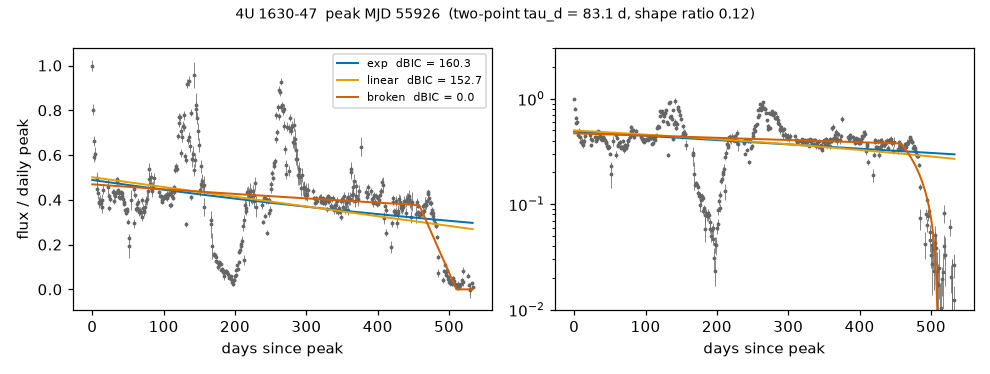 4U 1630-47  peak MJD 55926  (two-point tau_d = 83.1 d, shape ratio 0.12)
exp  dBIC = 160.3
linear  dBIC = 152.7
broken  dBIC = 0.0
flux / daily peak
1.0
0.8
0.6
0.4
0.2
0.0
0 100 200 300 400 500
days since peak
10⁰
10⁻¹
10⁻²
0 100 200 300 400 500
days since peak